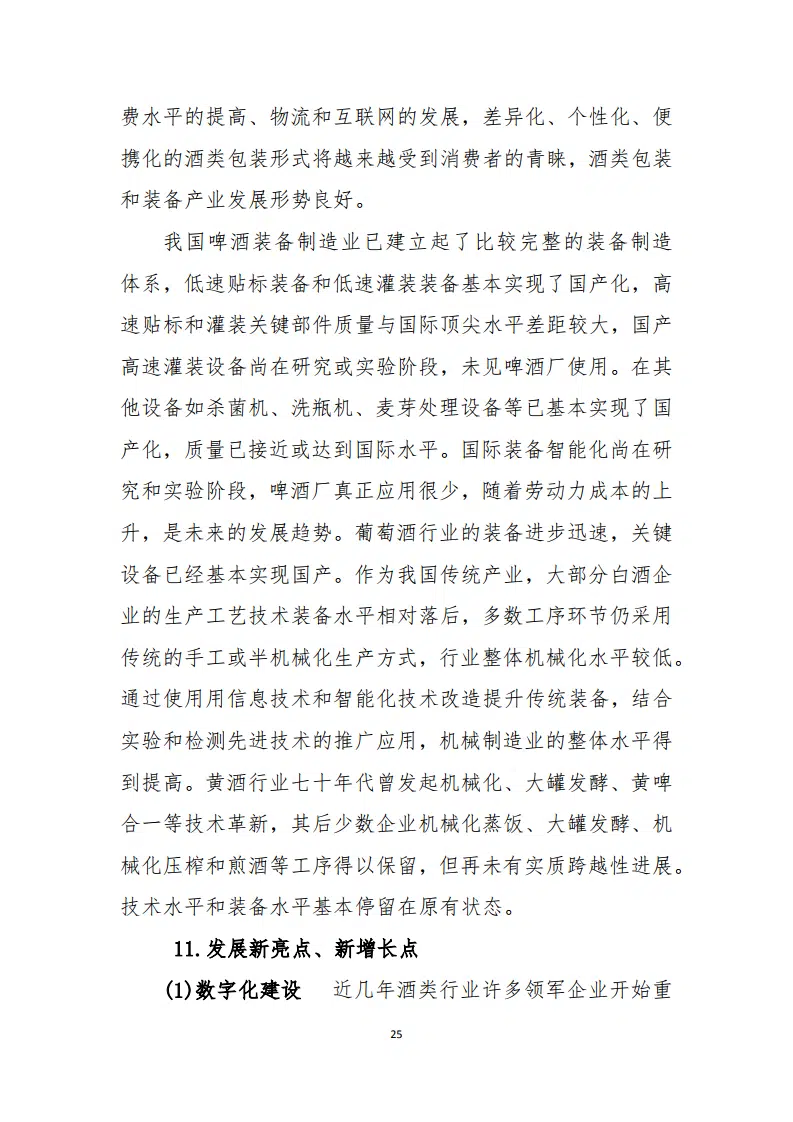 费水平的提高、物流和互联网的发展，差异化、个性化、便
携化的酒类包装形式将越来越受到消费者的青睐，酒类包装
和装备产业发展形势良好。
我国啤酒装备制造业已建立起了比较完整的装备制造
体系，低速贴标装备和低速灌装装备基本实现了国产化，高
速贴标和灌装关键部件质量与国际顶尖水平差距较大，国产
高速灌装设备尚在研究或实验阶段，未见啤酒厂使用。在其
他设备如杀菌机、洗瓶机、麦芽处理设备等已基本实现了国
产化，质量已接近或达到国际水平。国际装备智能化尚在研
究和实验阶段，啤酒厂真正应用很少，随着劳动力成本的上
升，是未来的发展趋势。葡萄酒行业的装备进步迅速，关键
设备已经基本实现国产。作为我国传统产业，大部分白酒企
业的生产工艺技术装备水平相对落后，多数工序环节仍采用
传统的手工或半机械化生产方式，行业整体机械化水平较低。
通过使用用信息技术和智能化技术改造提升传统装备，结合
实验和检测先进技术的推广应用，机械制造业的整体水平得
到提高。黄酒行业七十年代曾发起机械化、大罐发酵、黄啤
合一等技术革新，其后少数企业机械化蒸饭、大罐发酵、机
械化压榨和煎酒等工序得以保留，但再未有实质跨越性进展。
技术水平和装备水平基本停留在原有状态。
11.发展新亮点、新增长点
(1)数字化建设 近几年酒类行业许多领军企业开始重
25